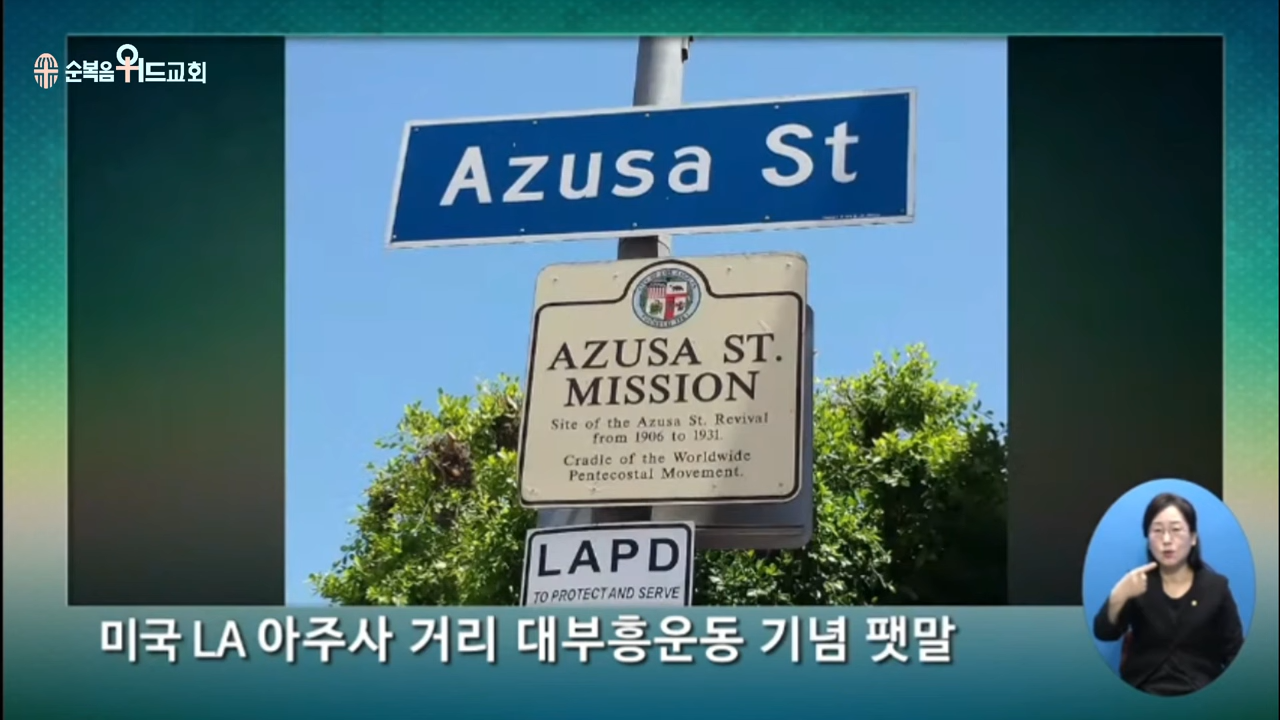 순복음위드교회
Azusa St
AZUSA ST.
MISSION
Site of the Azusa St. Revival
from 1906 to 1931.
Cradle of the Worldwide
Pentecostal Movement.
LAPD
TO PROTECT AND SERVE
미국 LA 아주사 거리 대부흥운동 기념 팻말